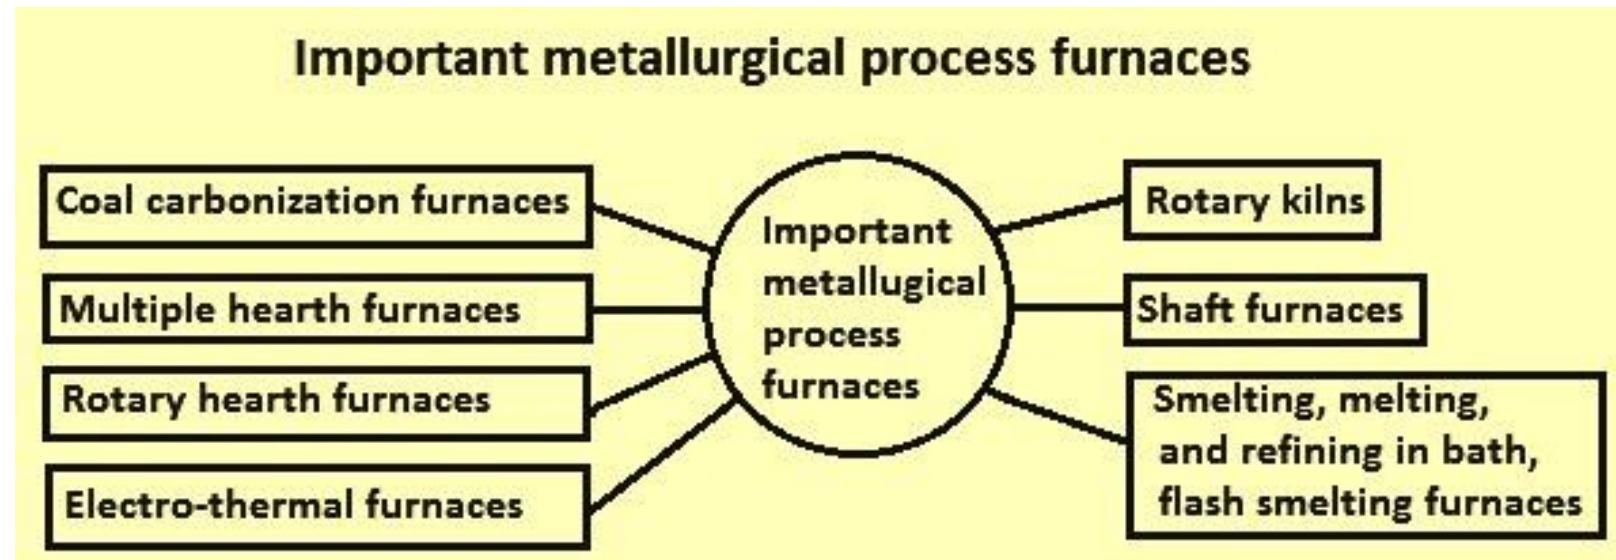 Important metallurgical process furnaces
Coal carbonization furnaces
Multiple hearth furnaces
Rotary hearth furnaces
Electro-thermal furnaces
Important
metallugical
process
furnaces
Rotary kilns
Shaft furnaces
Smelting, melting,
and refining in bath,
flash smelting furnaces